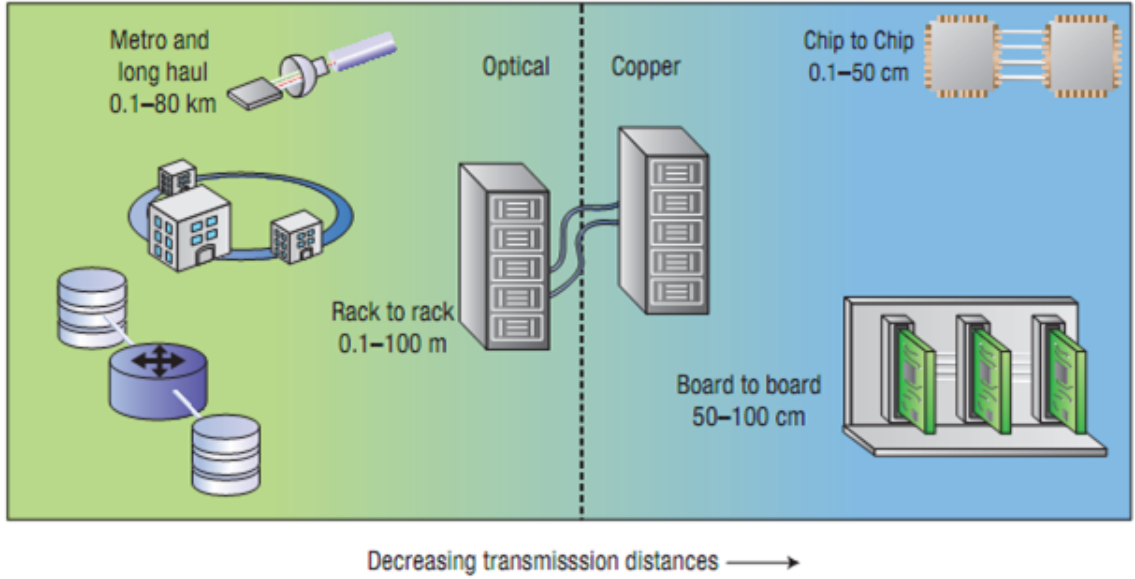 Metro and
long haul
0.1–80 km
Optical
Copper
Chip to Chip
0.1–50 cm
Rack to rack
0.1–100 m
Board to board
50–100 cm
Decreasing transmisssion distances